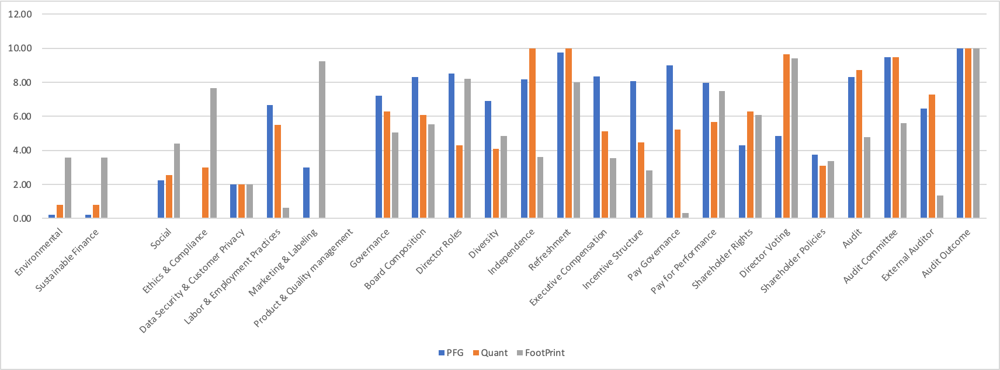 12.00
10.00
8.00
6.00
4.00
2.00
0.00
Environmental
Sustainable Finance
Social
Ethics & Compliance
Data Security & Customer Privacy
Labor & Employment Practices
Marketing & Labeling
Product & Quality management
Governance
Board Composition
Director Roles
Diversity
Independence
Refreshment
Executive Compensation
Incentive Structure
Pay Governance
Pay for Performance
Shareholder Rights
Director Voting
Shareholder Policies
Audit
Audit Committee
External Auditor
Audit Outcome
PFG Quant FootPrint